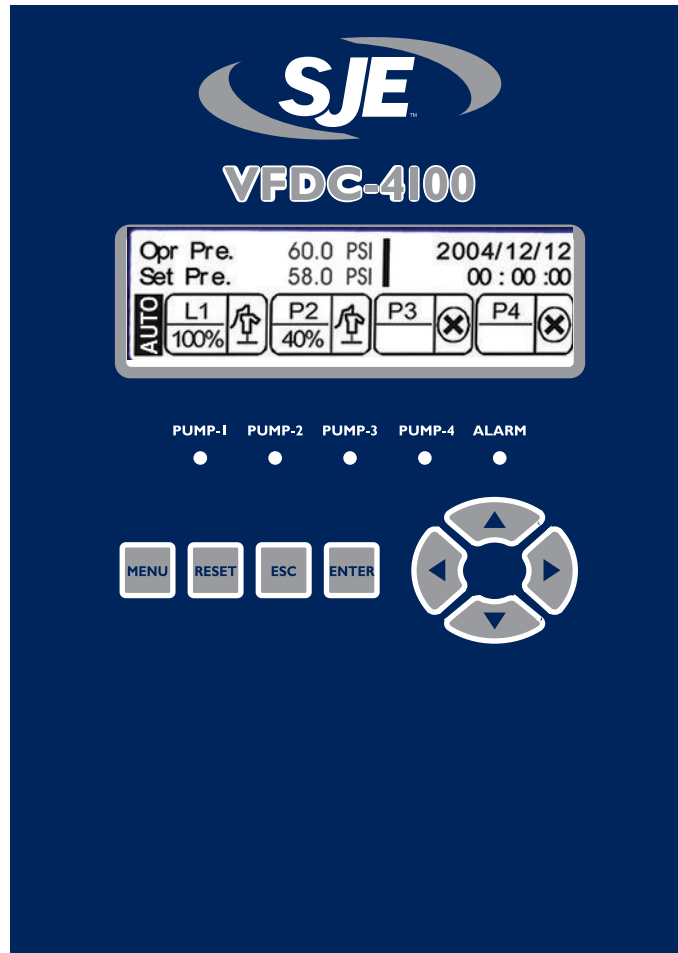 SJE™
VFDC-4100
Opr Pre. 60.0 PSI 2004/12/12
Set Pre. 58.0 PSI 00 : 00 :00
AUTO
L1 P2 P3 P4
100% 40%
PUMP-1 PUMP-2 PUMP-3 PUMP-4 ALARM
MENU RESET ESC ENTER